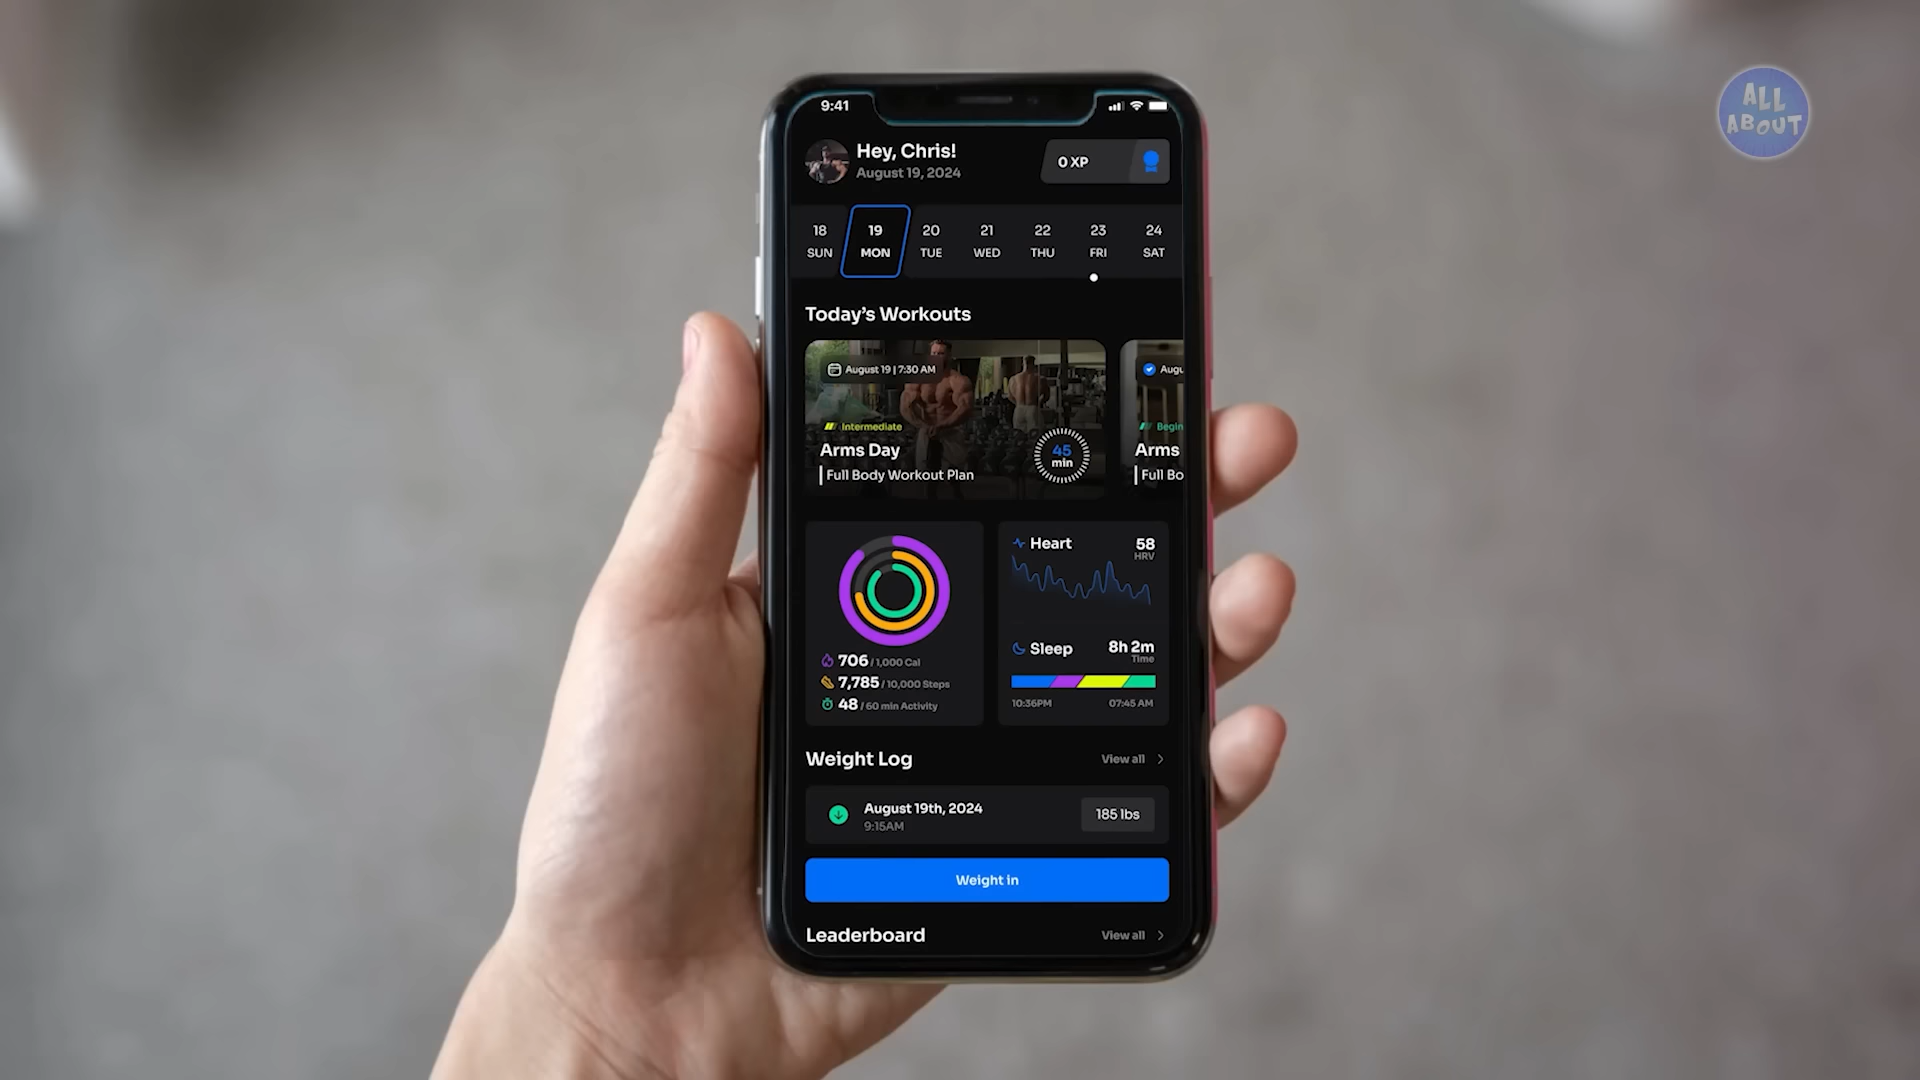 ALL
ABOUT
9:41
Hey, Chris!
August 19, 2024
0 XP
18 19 20 21 22 23 24
SUN MON TUE WED THU FRI SAT
Today's Workouts
August 19 | 7:30 AM
Intermediate
Arms Day
Full Body Workout Plan
45
min
Augu
Begin
Arms
Full Bo
706 / 1,000 Cal
7,785 / 10,000 Steps
48 / 60 min Activity
Heart
58
HRV
Sleep
8h 2m
Time
10:36PM 07:45 AM
Weight Log
View all
August 19th, 2024
9:15AM
185 lbs
Weight in
Leaderboard
View all